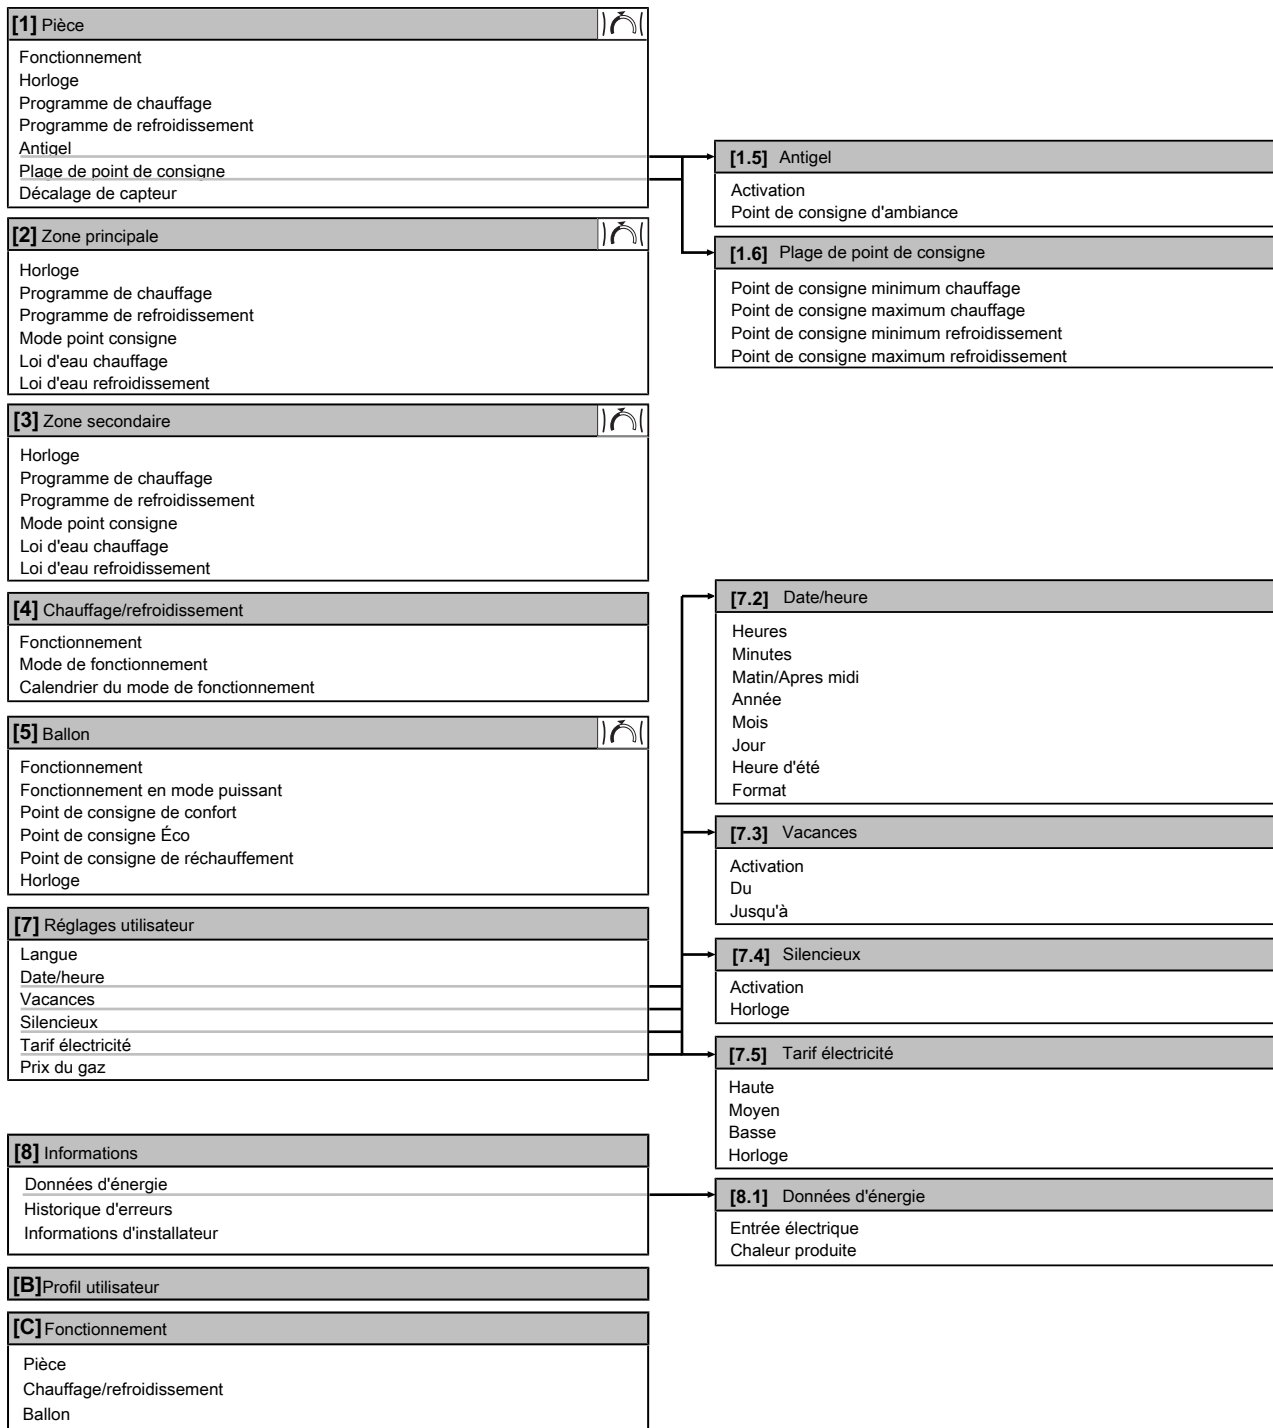 [1] Pièce
Fonctionnement
Horloge
Programme de chauffage
Programme de refroidissement
Antigel
Plage de point de consigne
Décalage de capteur
[1.5] Antigel
Activation
Point de consigne d'ambiance
[1.6] Plage de point de consigne
Point de consigne minimum chauffage
Point de consigne maximum chauffage
Point de consigne minimum refroidissement
Point de consigne maximum refroidissement
[2] Zone principale
Horloge
Programme de chauffage
Programme de refroidissement
Mode point consigne
Loi d'eau chauffage
Loi d'eau refroidissement
[3] Zone secondaire
Horloge
Programme de chauffage
Programme de refroidissement
Mode point consigne
Loi d'eau chauffage
Loi d'eau refroidissement
[4] Chauffage/refroidissement
Fonctionnement
Mode de fonctionnement
Calendrier du mode de fonctionnement
[5] Ballon
Fonctionnement
Fonctionnement en mode puissant
Point de consigne de confort
Point de consigne Éco
Point de consigne de réchauffement
Horloge
[7] Réglages utilisateur
Langue
Date/heure
Vacances
Silencieux
Tarif électricité
Prix du gaz
[7.2] Date/heure
Heures
Minutes
Matin/Apres midi
Année
Mois
Jour
Heure d'été
Format
[7.3] Vacances
Activation
Du
Jusqu'à
[7.4] Silencieux
Activation
Horloge
[7.5] Tarif électricité
Haute
Moyen
Basse
Horloge
[8] Informations
Données d'énergie
Historique d'erreurs
Informations d'installateur
[8.1] Données d'énergie
Entrée électrique
Chaleur produite
[B] Profil utilisateur
[C] Fonctionnement
Pièce
Chauffage/refroidissement
Ballon